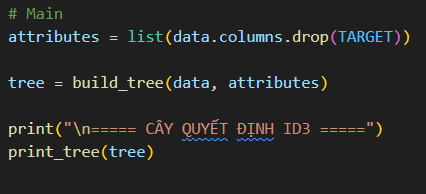 # Main
attributes = list(data.columns.drop(TARGET))
tree = build_tree(data, attributes)
print("\n===== CÂY QUYẾT ĐỊNH ID3 =====")
print_tree(tree)